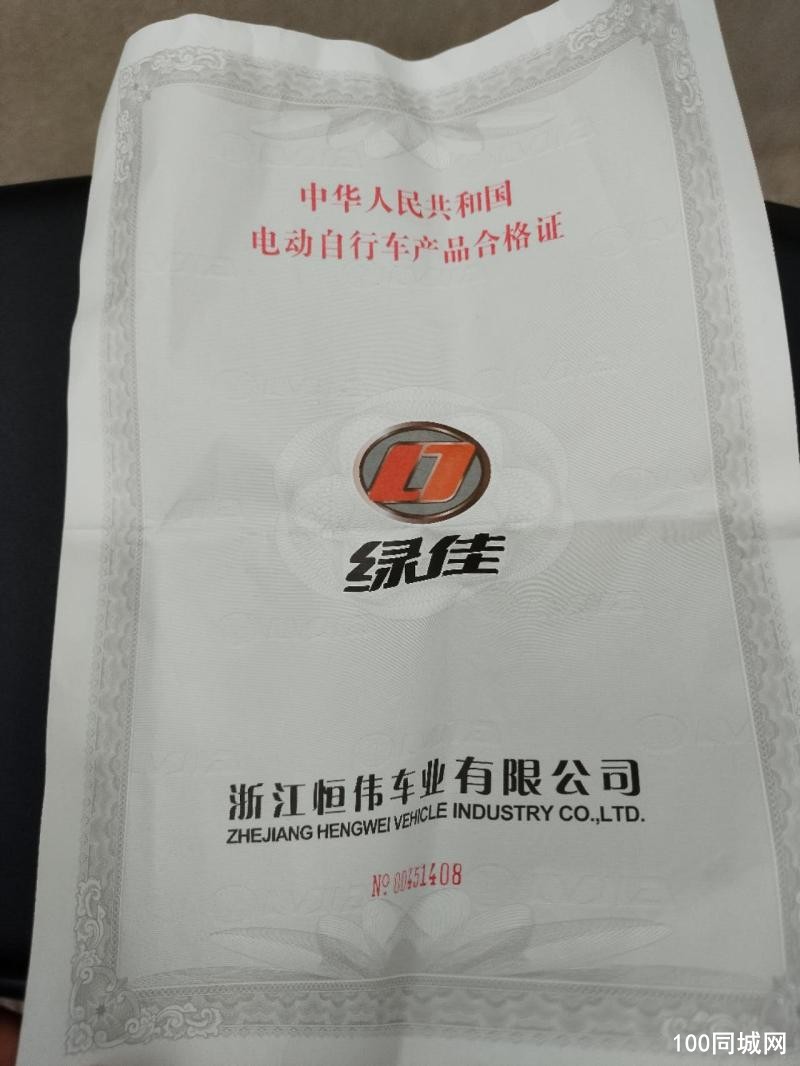 中华人民共和国
电动自行车产品合格证
绿佳
浙江恒伟车业有限公司
ZHEJIANG HENGWEI VEHICLE INDUSTRY CO.,LTD.
№ 00451408
100同城网